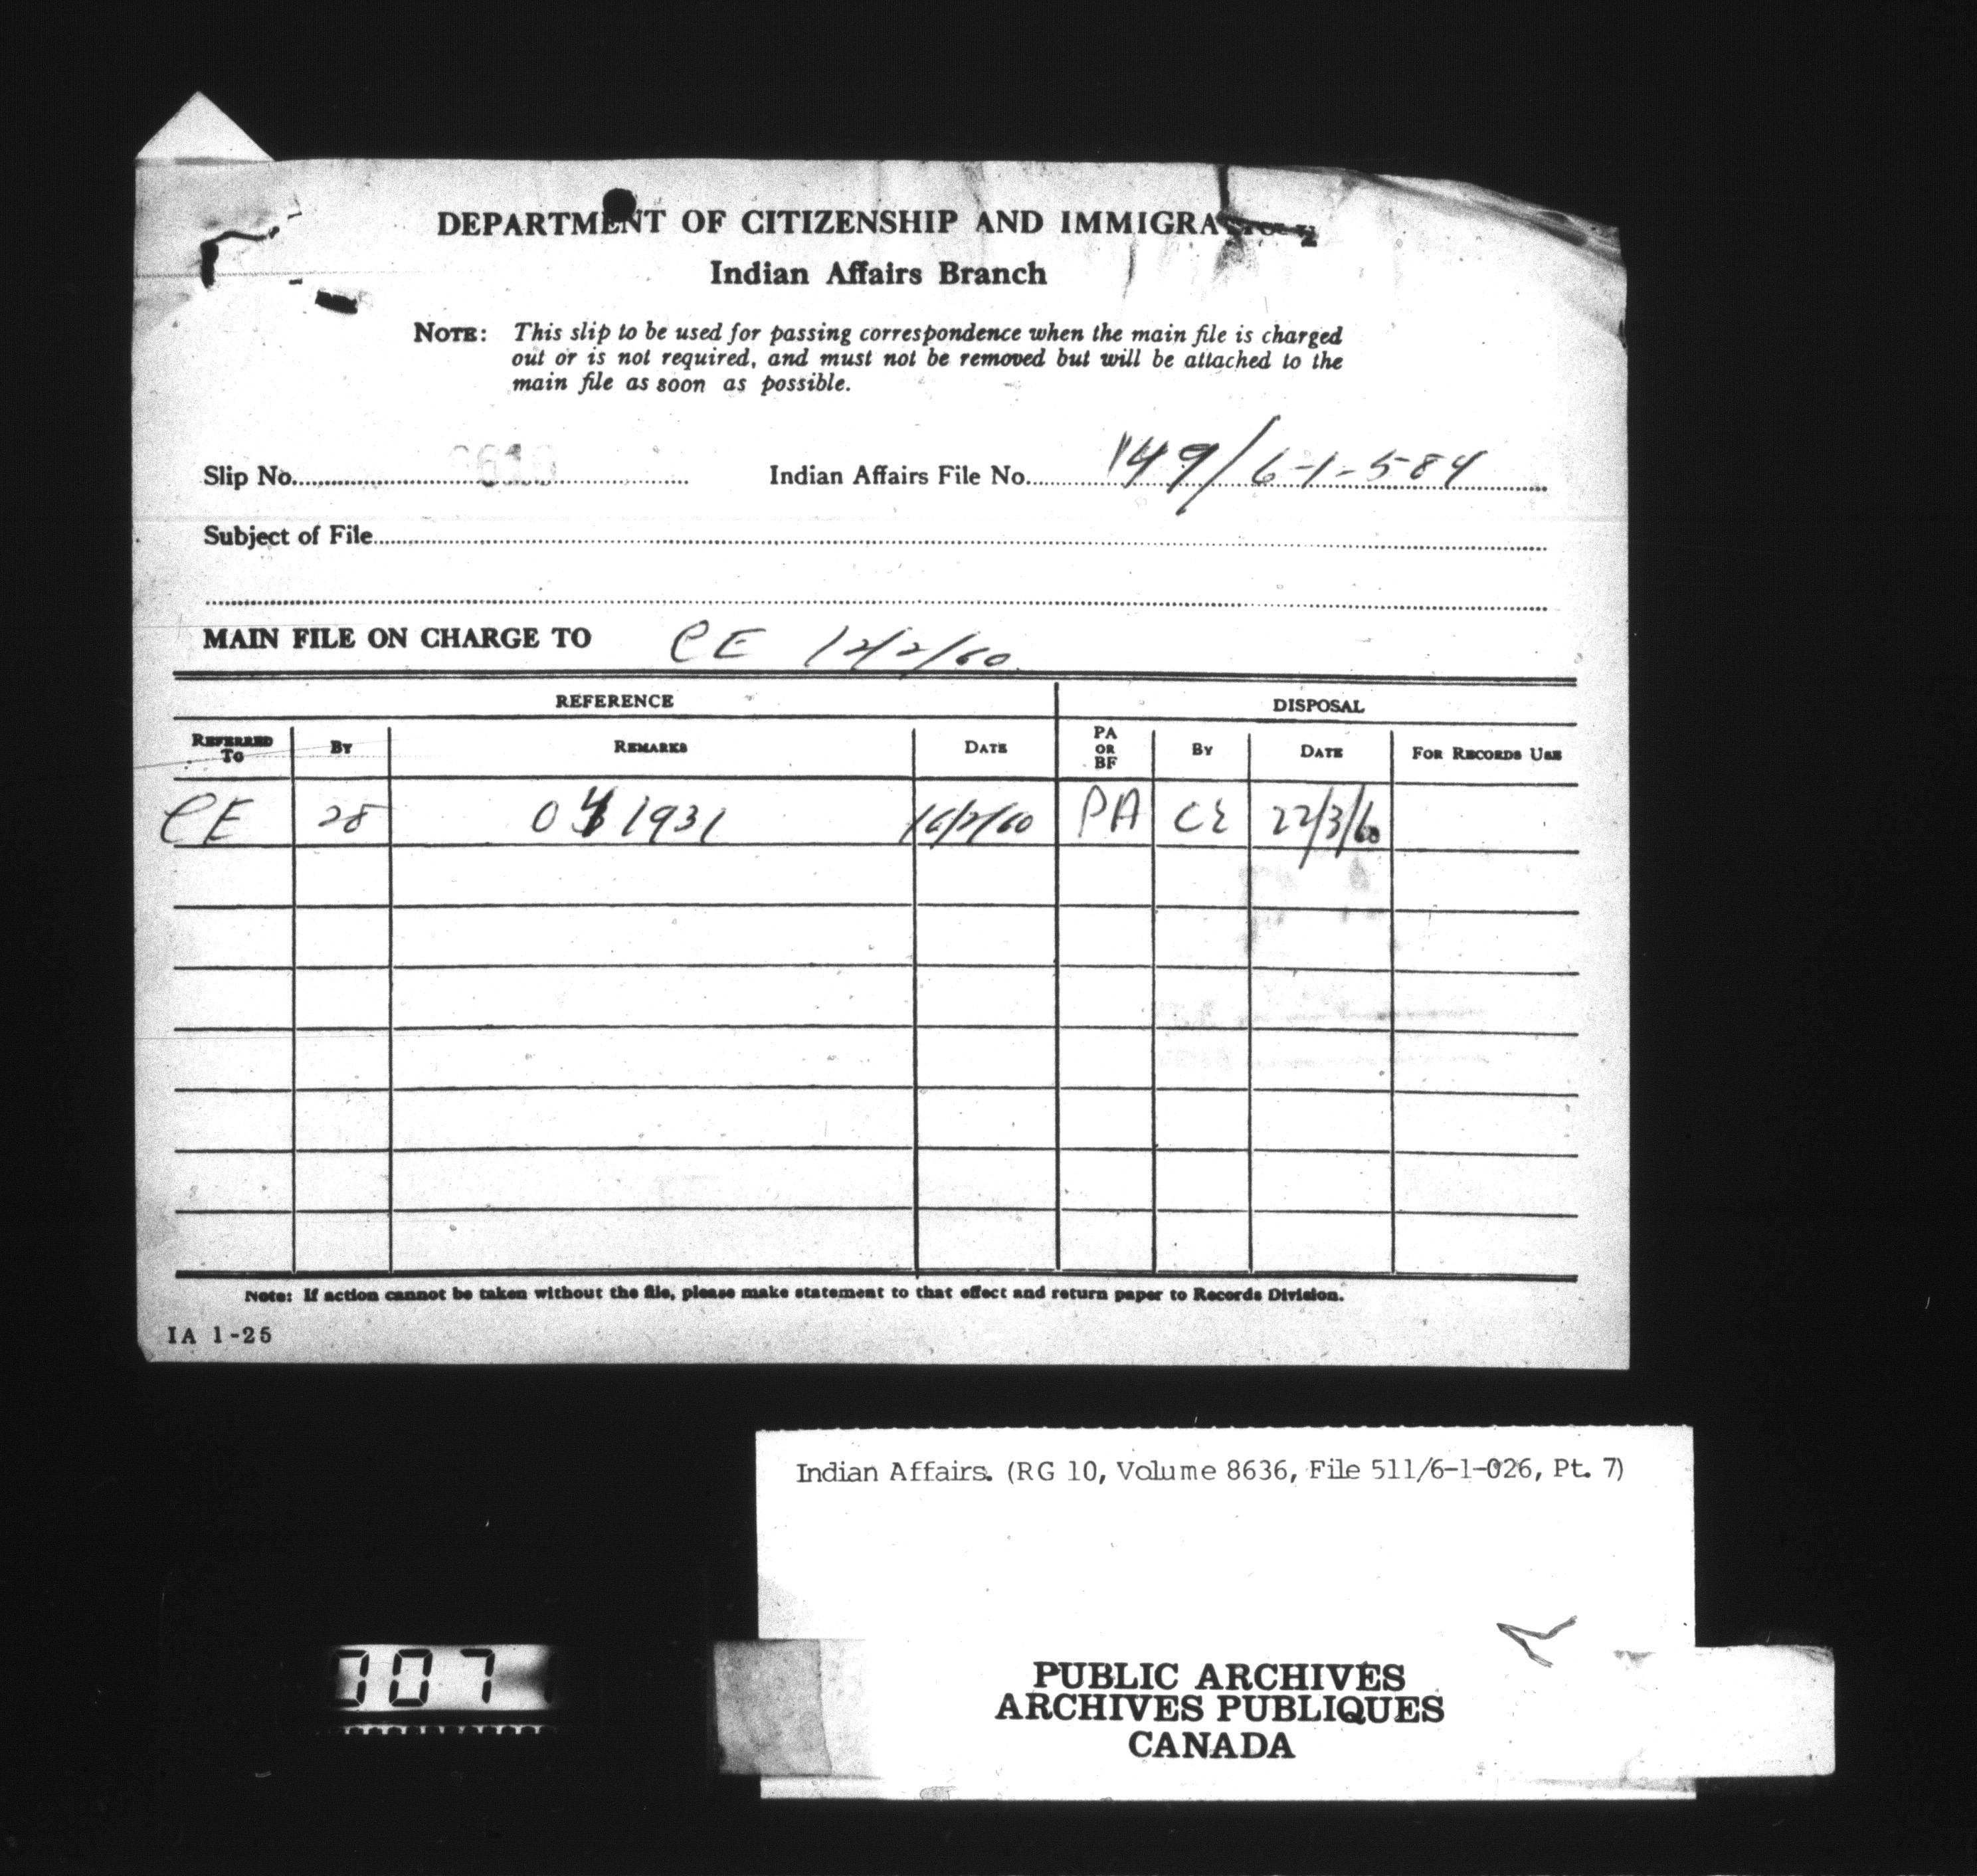 DEPARTMENT OF CITIZENSHIP AND IMMIGRATION
Indian Affairs Branch
NOTE: This slip to be used for passing correspondence when the main file is charged
out or is not required, and must not be removed but will be attached to the
main file as soon as possible.
Slip No. Indian Affairs File No. 149/6-1-584
Subject of File
MAIN FILE ON CHARGE TO CE 12/2/60
REFERENCE DISPOSAL
REFERRED TO BY REMARKS DATE PA OR BF BY DATE FOR RECORDS USE
CE 28 1931 16/2/60 PA CE 22/3/60
Note: If action cannot be taken without the file, please make statement to that effect and return paper to Records Division.
IA 1-25
Indian Affairs. (RG 10, Volume 8636, File 511/6-1-026, Pt. 7)
007
PUBLIC ARCHIVES
ARCHIVES PUBLIQUES
CANADA